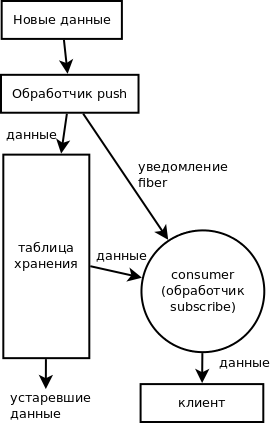 Новые данные
Обработчик push
данные
уведомление
fiber
таблица
хранения
данные
consumer
(обработчик
subscribe)
данные
устаревшие
данные
клиент